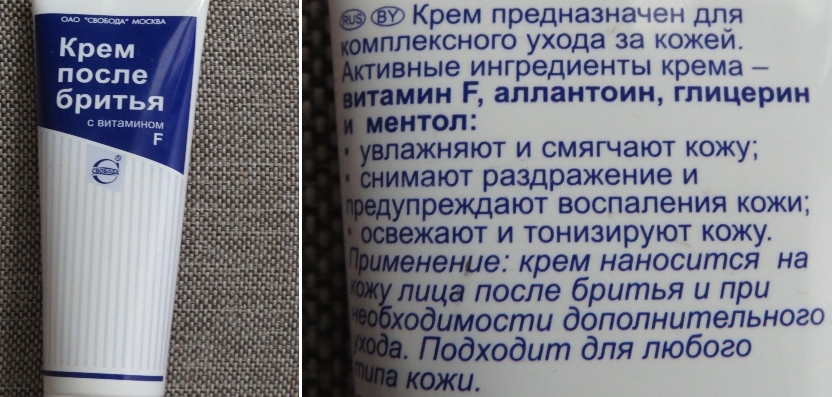 ОАО "СВОБОДА" МОСКВА
Крем
после
бритья
с витамином
F
®
СВОБОДА
RUS BY Крем предназначен для
комплексного ухода за кожей.
Активные ингредиенты крема –
витамин F, аллантоин, глицерин
и ментол:
· увлажняют и смягчают кожу;
· снимают раздражение и
предупреждают воспаления кожи;
· освежают и тонизируют кожу.
Применение: крем наносится на
кожу лица после бритья и при
необходимости дополнительного
ухода. Подходит для любого
типа кожи.